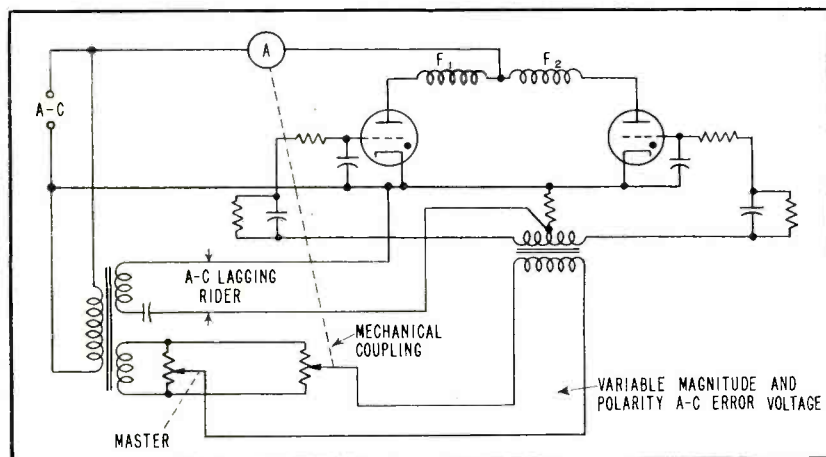 A
F1
F2
A-C
A-C LAGGING
RIDER
MECHANICAL
COUPLING
VARIABLE MAGNITUDE AND
POLARITY A-C ERROR VOLTAGE
MASTER